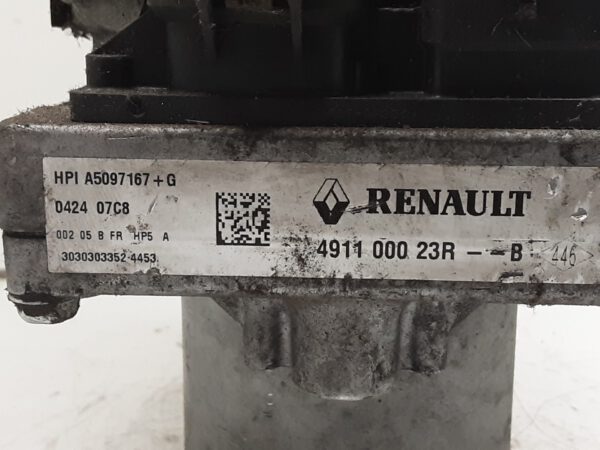 HPI A5097167+G
0424 07C8
002 05 B FR HP5 A
3030303352-4453
RENAULT
4911 000 23R -- B
446